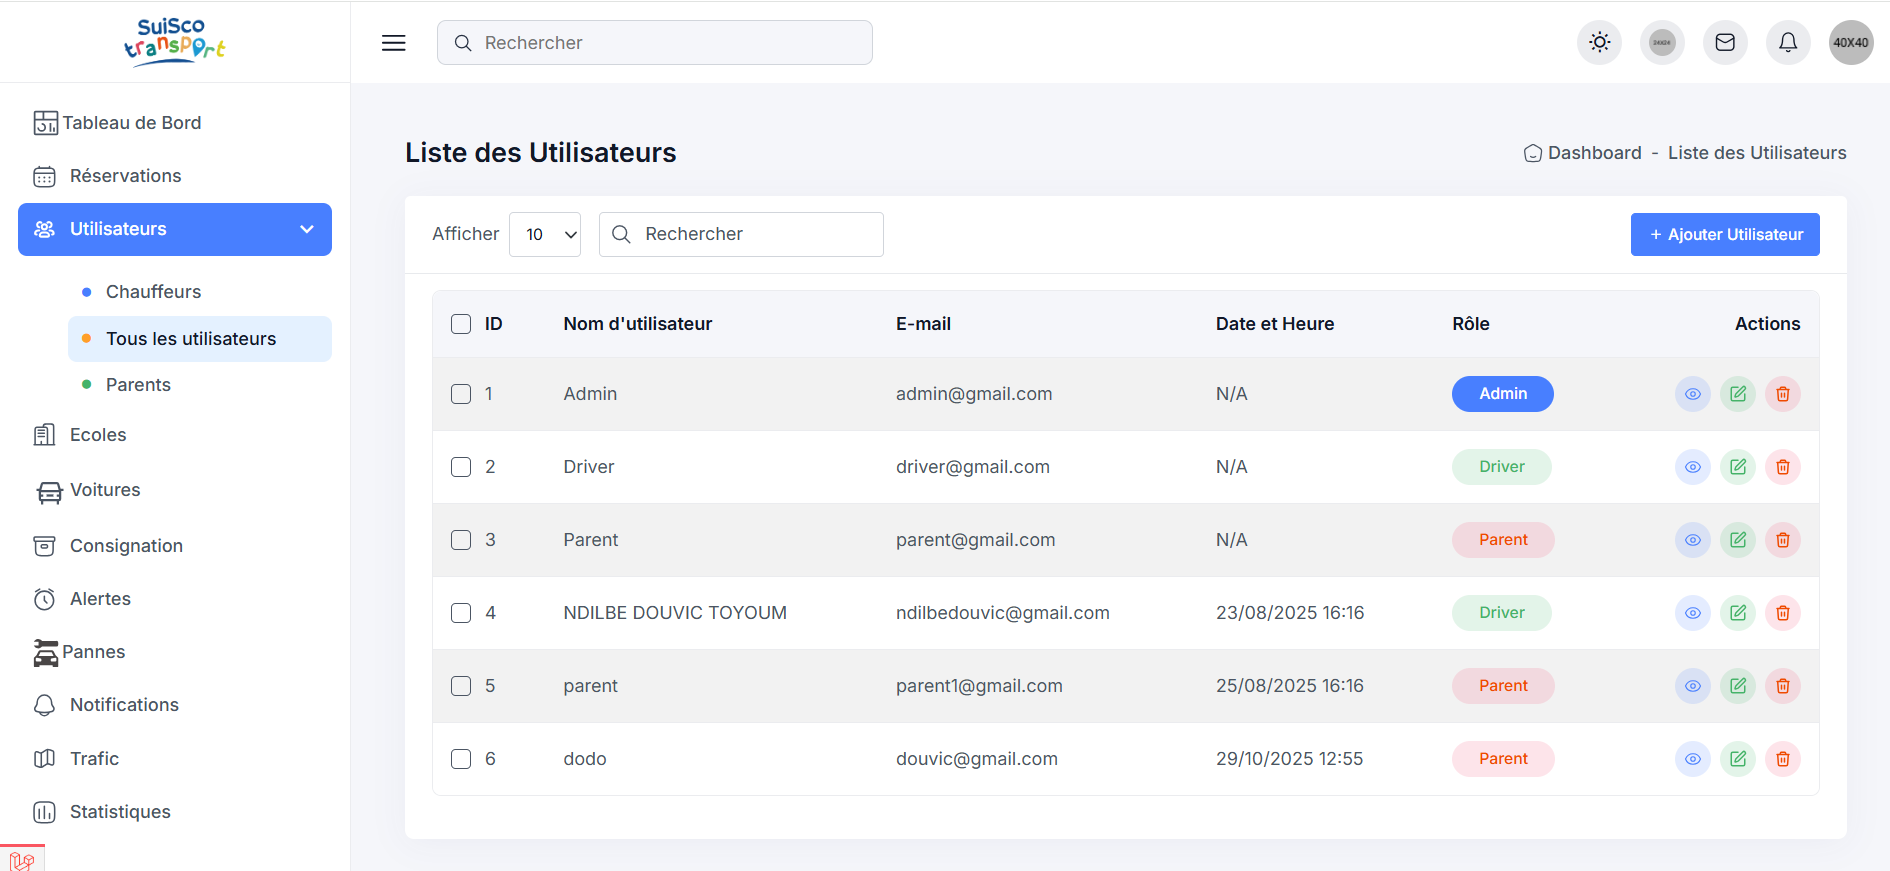 SuiSco
transport
Rechercher
40X40
Tableau de Bord
Réservations
Utilisateurs
Chauffeurs
Tous les utilisateurs
Parents
Ecoles
Voitures
Consignation
Alertes
Pannes
Notifications
Trafic
Statistiques
Liste des Utilisateurs
Dashboard - Liste des Utilisateurs
Afficher 10 Rechercher
+ Ajouter Utilisateur
ID Nom d'utilisateur E-mail Date et Heure Rôle Actions
1 Admin admin@gmail.com N/A Admin
2 Driver driver@gmail.com N/A Driver
3 Parent parent@gmail.com N/A Parent
4 NDILBE DOUVIC TOYOUM ndilbedouvic@gmail.com 23/08/2025 16:16 Driver
5 parent parent1@gmail.com 25/08/2025 16:16 Parent
6 dodo douvic@gmail.com 29/10/2025 12:55 Parent